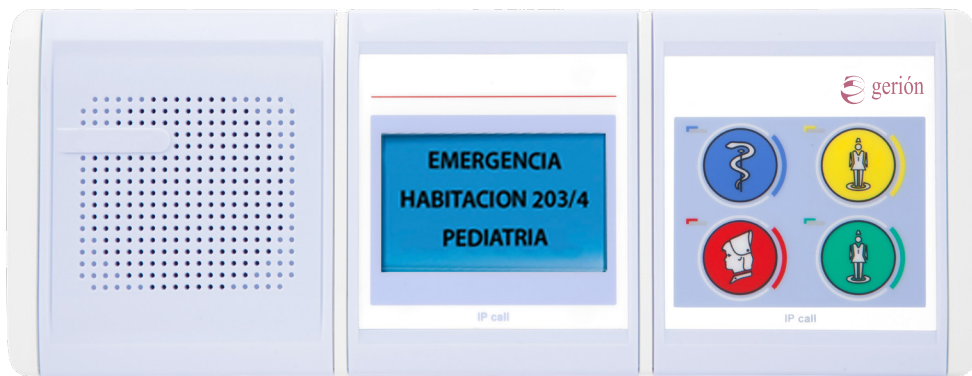 gerión
EMERGENCIA
HABITACION 203/4
PEDIATRIA
IP call
IP call